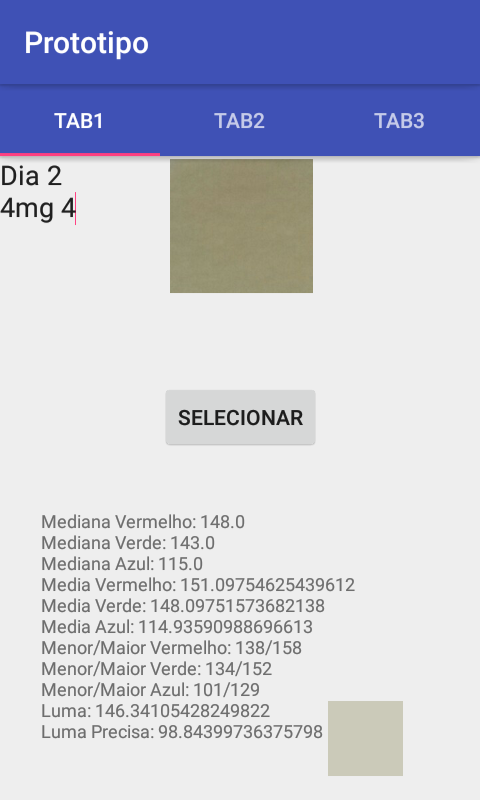 Prototipo
TAB1 TAB2 TAB3
Dia 2
4mg 4
SELECIONAR
Mediana Vermelho: 148.0
Mediana Verde: 143.0
Mediana Azul: 115.0
Media Vermelho: 151.09754625439612
Media Verde: 148.09751573682138
Media Azul: 114.93590988696613
Menor/Maior Vermelho: 138/158
Menor/Maior Verde: 134/152
Menor/Maior Azul: 101/129
Luma: 146.34105428249822
Luma Precisa: 98.84399736375798